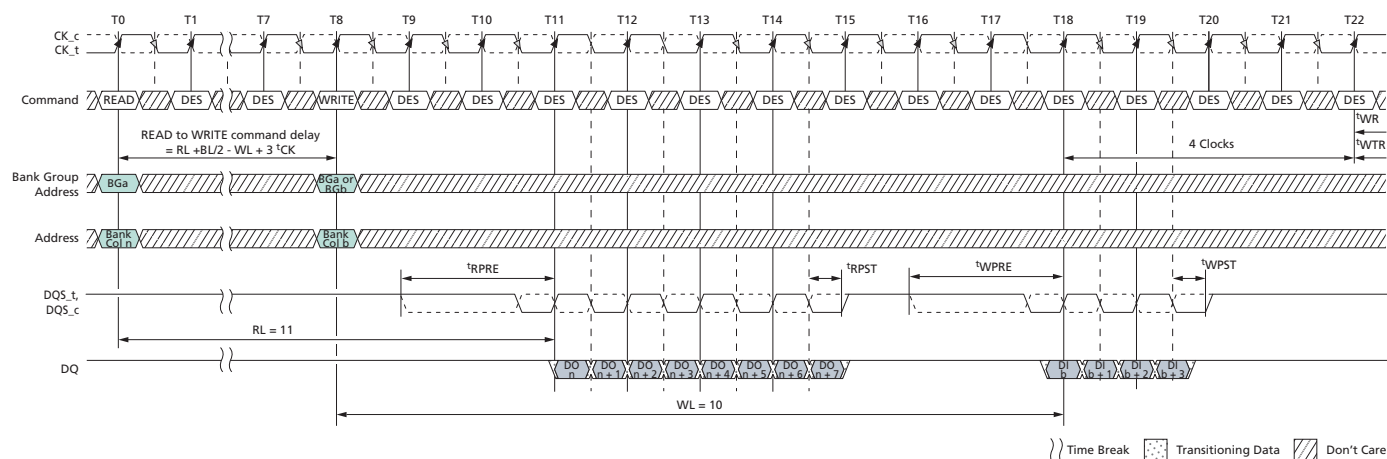 T0 T1 T7 T8 T9 T10 T11 T12 T13 T14 T15 T16 T17 T18 T19 T20 T21 T22
CK_c
CK_t
Command READ DES DES WRITE DES DES DES DES DES DES DES DES DES DES DES DES DES DES
READ to WRITE command delay
= RL +BL/2 - WL + 3 tCK
4 Clocks
tWR
tWTR
Bank Group
Address
BGa
BGa or
BGb
Address
Bank
Col n
Bank
Col b
tRPRE tRPST tWPRE tWPST
DQS_t,
DQS_c
RL = 11
DQ
DO
n
DO
n + 1
DO
n + 2
DO
n + 3
DO
n + 4
DO
n + 5
DO
n + 6
DO
n + 7
DI
b
DI
b + 1
DI
b + 2
DI
b + 3
WL = 10
Time Break Transitioning Data Don't Care